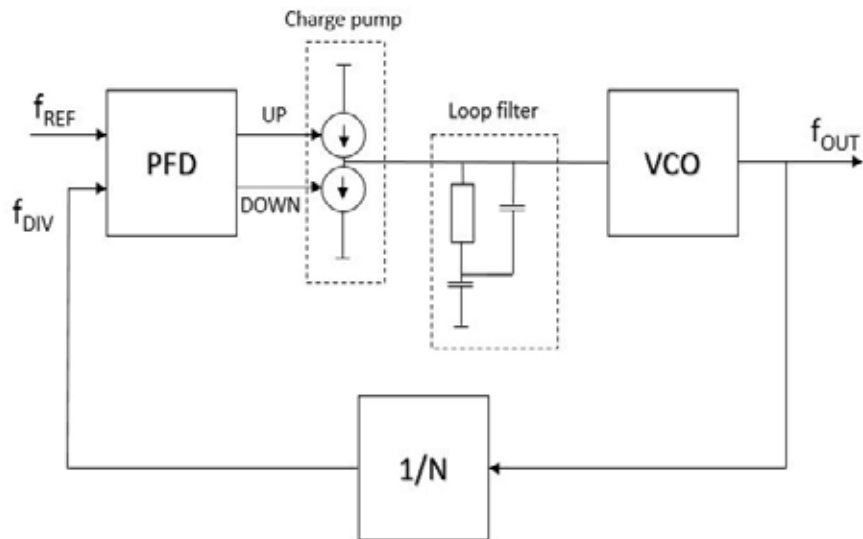 Charge pump
f_REF
UP
Loop filter
PFD
VCO
f_OUT
DOWN
f_DIV
1/N